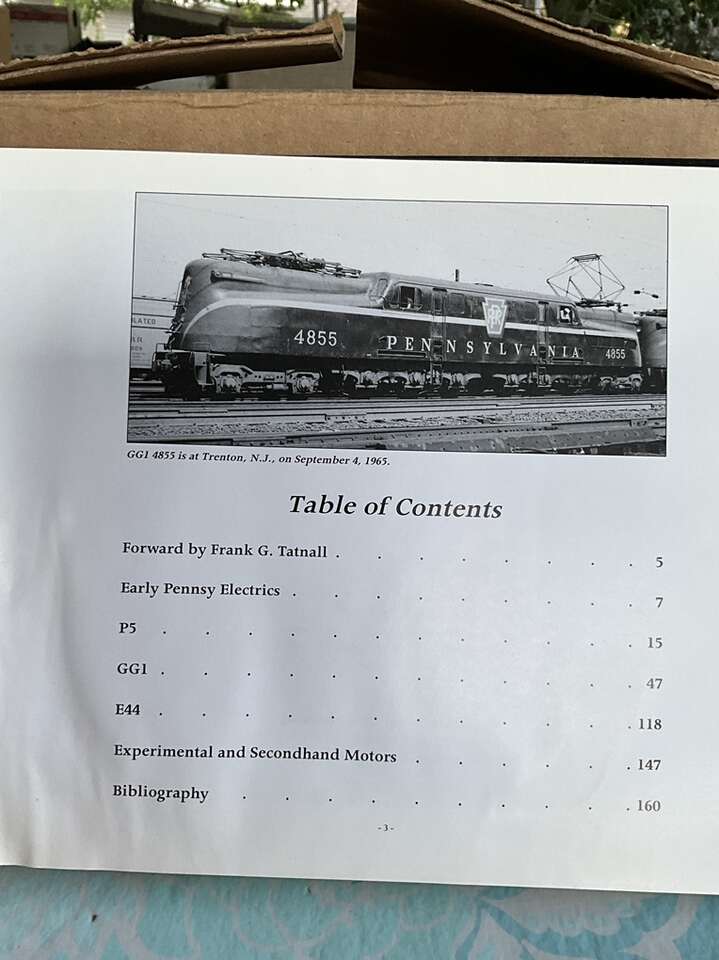 4855
PENNSYLVANIA
PRR
4855
GG1 4855 is at Trenton, N.J., on September 4, 1965.
Table of Contents
Forward by Frank G. Tatnall . . . . . . . . 5
Early Pennsy Electrics . . . . . . . . . 7
P5 . . . . . . . . . . . . 15
GG1 . . . . . . . . . . . . 47
E44 . . . . . . . . . . . . 118
Experimental and Secondhand Motors . . . . . . 147
Bibliography . . . . . . . . . . 160
-3-